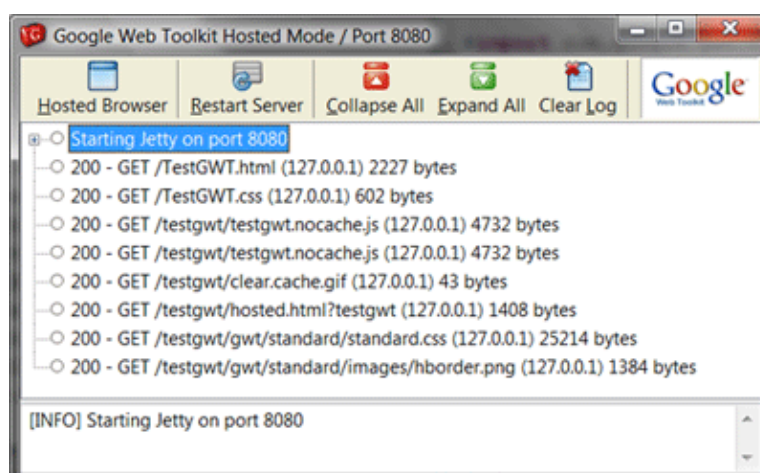 Google Web Toolkit Hosted Mode / Port 8080
Hosted Browser Restart Server Collapse All Expand All Clear Log
Google
Web Toolkit
Starting Jetty on port 8080
200 - GET /TestGWT.html (127.0.0.1) 2227 bytes
200 - GET /TestGWT.css (127.0.0.1) 602 bytes
200 - GET /testgwt/testgwt.nocache.js (127.0.0.1) 4732 bytes
200 - GET /testgwt/testgwt.nocache.js (127.0.0.1) 4732 bytes
200 - GET /testgwt/clear.cache.gif (127.0.0.1) 43 bytes
200 - GET /testgwt/hosted.html?testgwt (127.0.0.1) 1408 bytes
200 - GET /testgwt/gwt/standard/standard.css (127.0.0.1) 25214 bytes
200 - GET /testgwt/gwt/standard/images/hborder.png (127.0.0.1) 1384 bytes
[INFO] Starting Jetty on port 8080